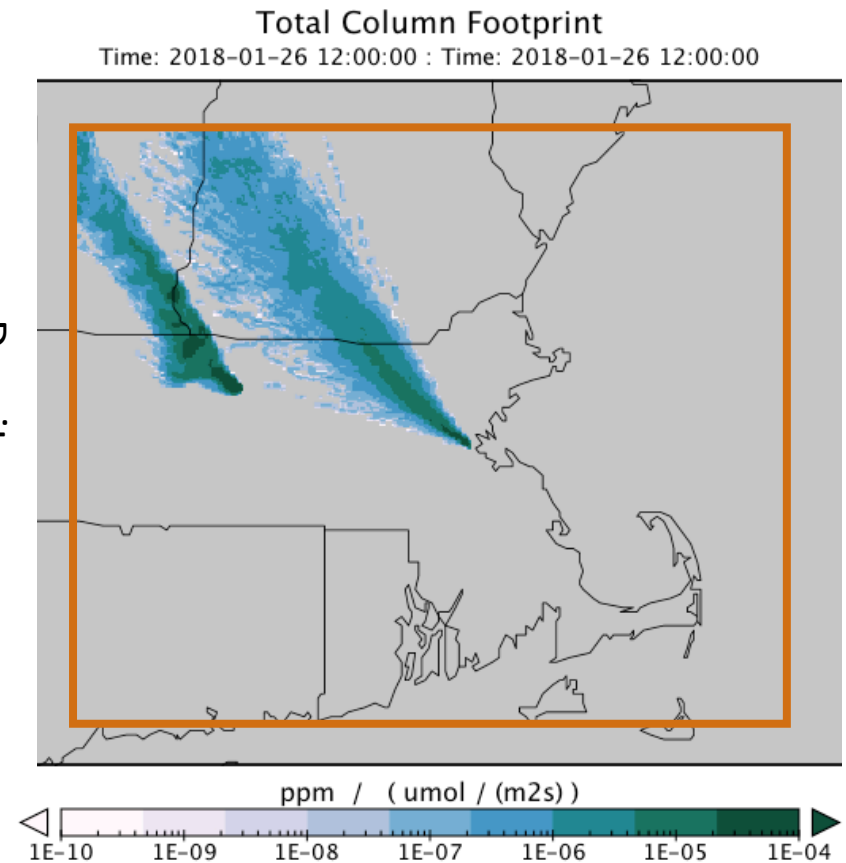 Total Column Footprint
Time: 2018-01-26 12:00:00 : Time: 2018-01-26 12:00:00
ppm / ( umol / (m2s) )
1E-10 1E-09 1E-08 1E-07 1E-06 1E-05 1E-04